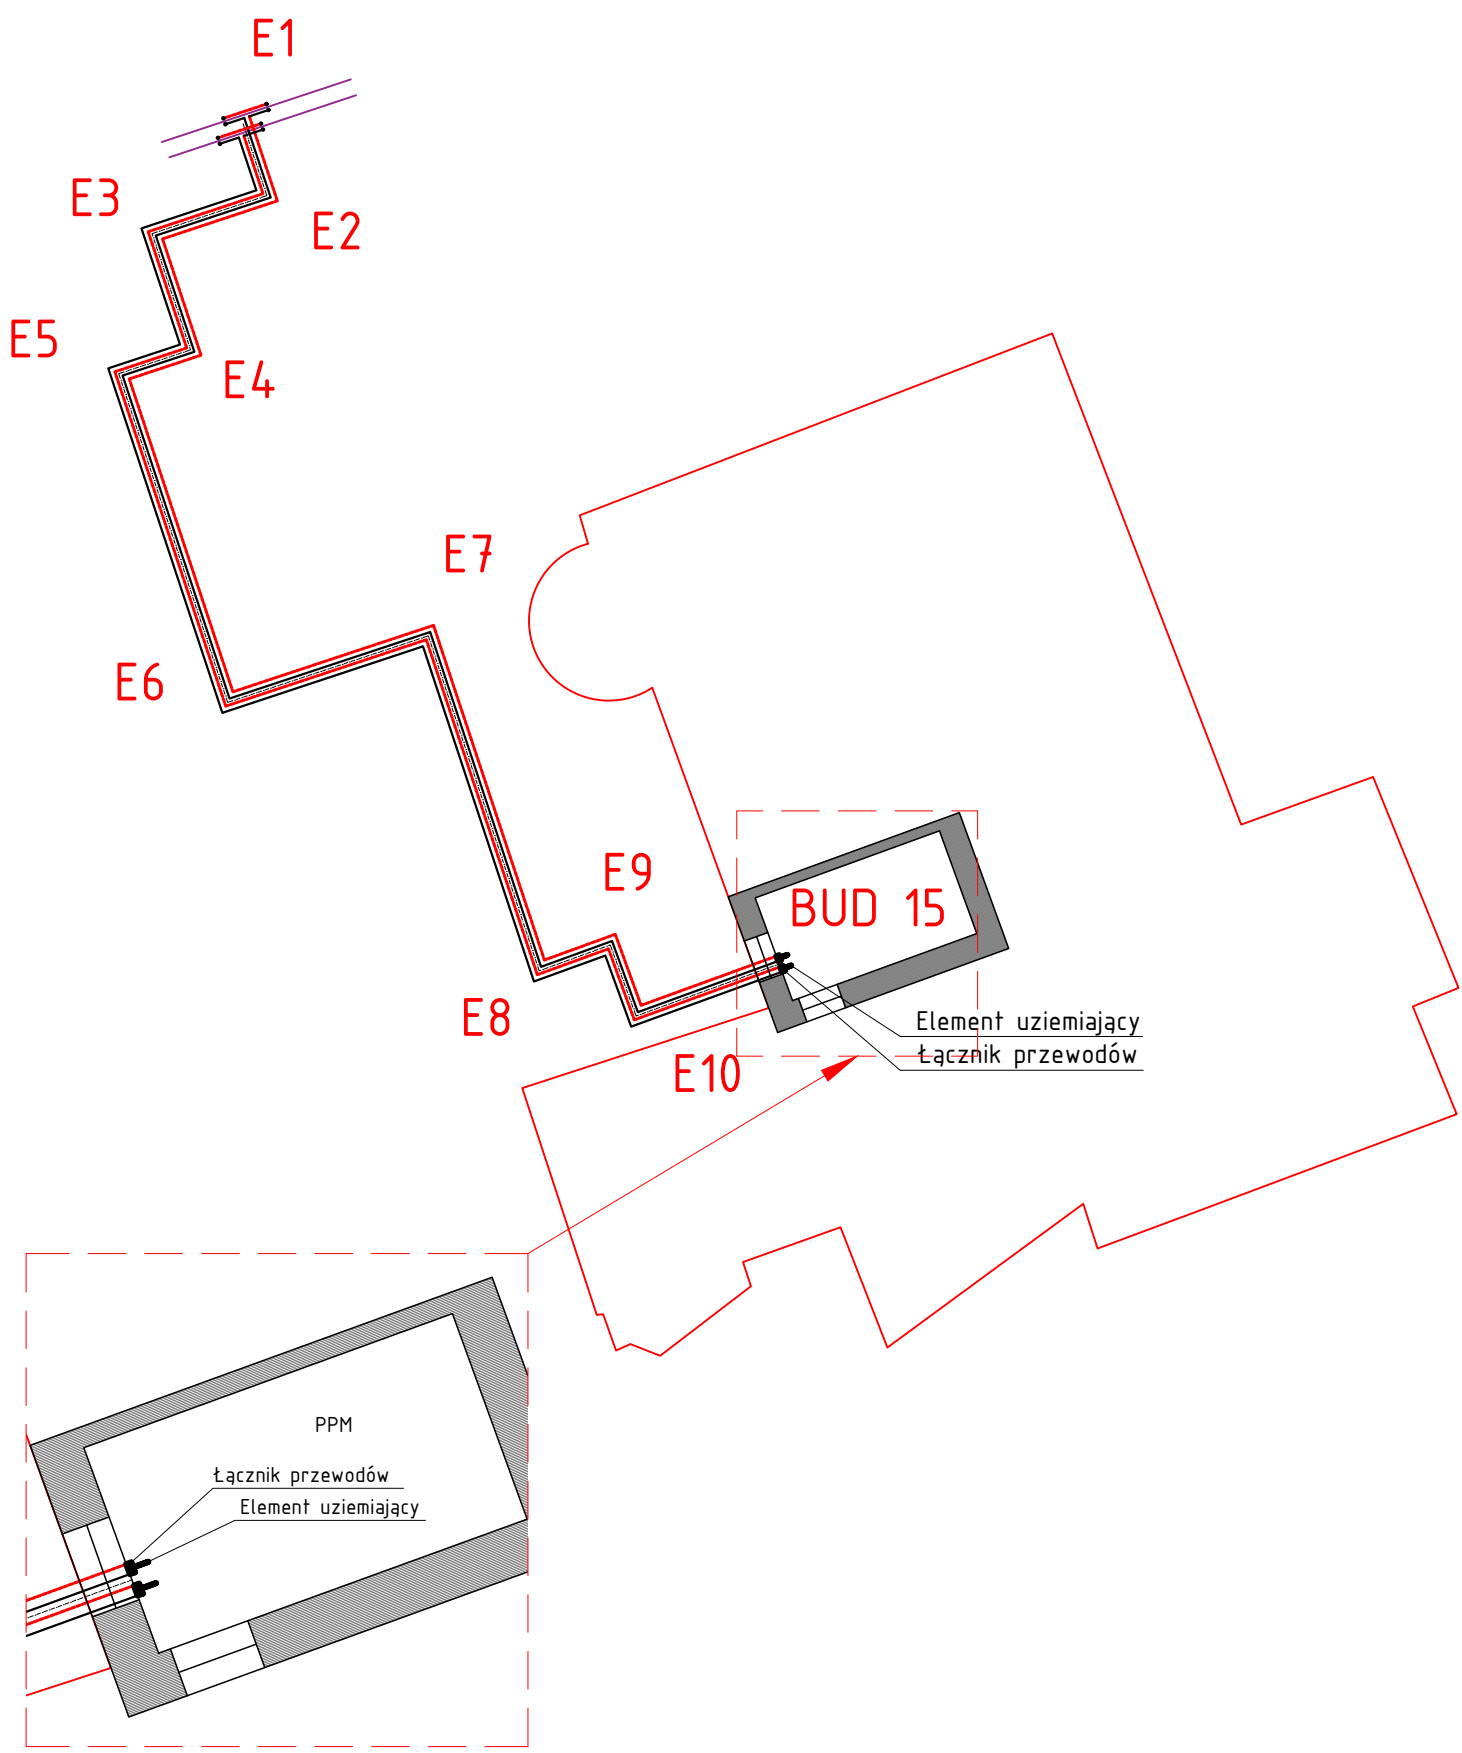 E1
E3
E2
E5
E4
E7
E6
E9
BUD 15
E8
Element uziemiający
Łącznik przewodów
E10
PPM
Łącznik przewodów
Element uziemiający